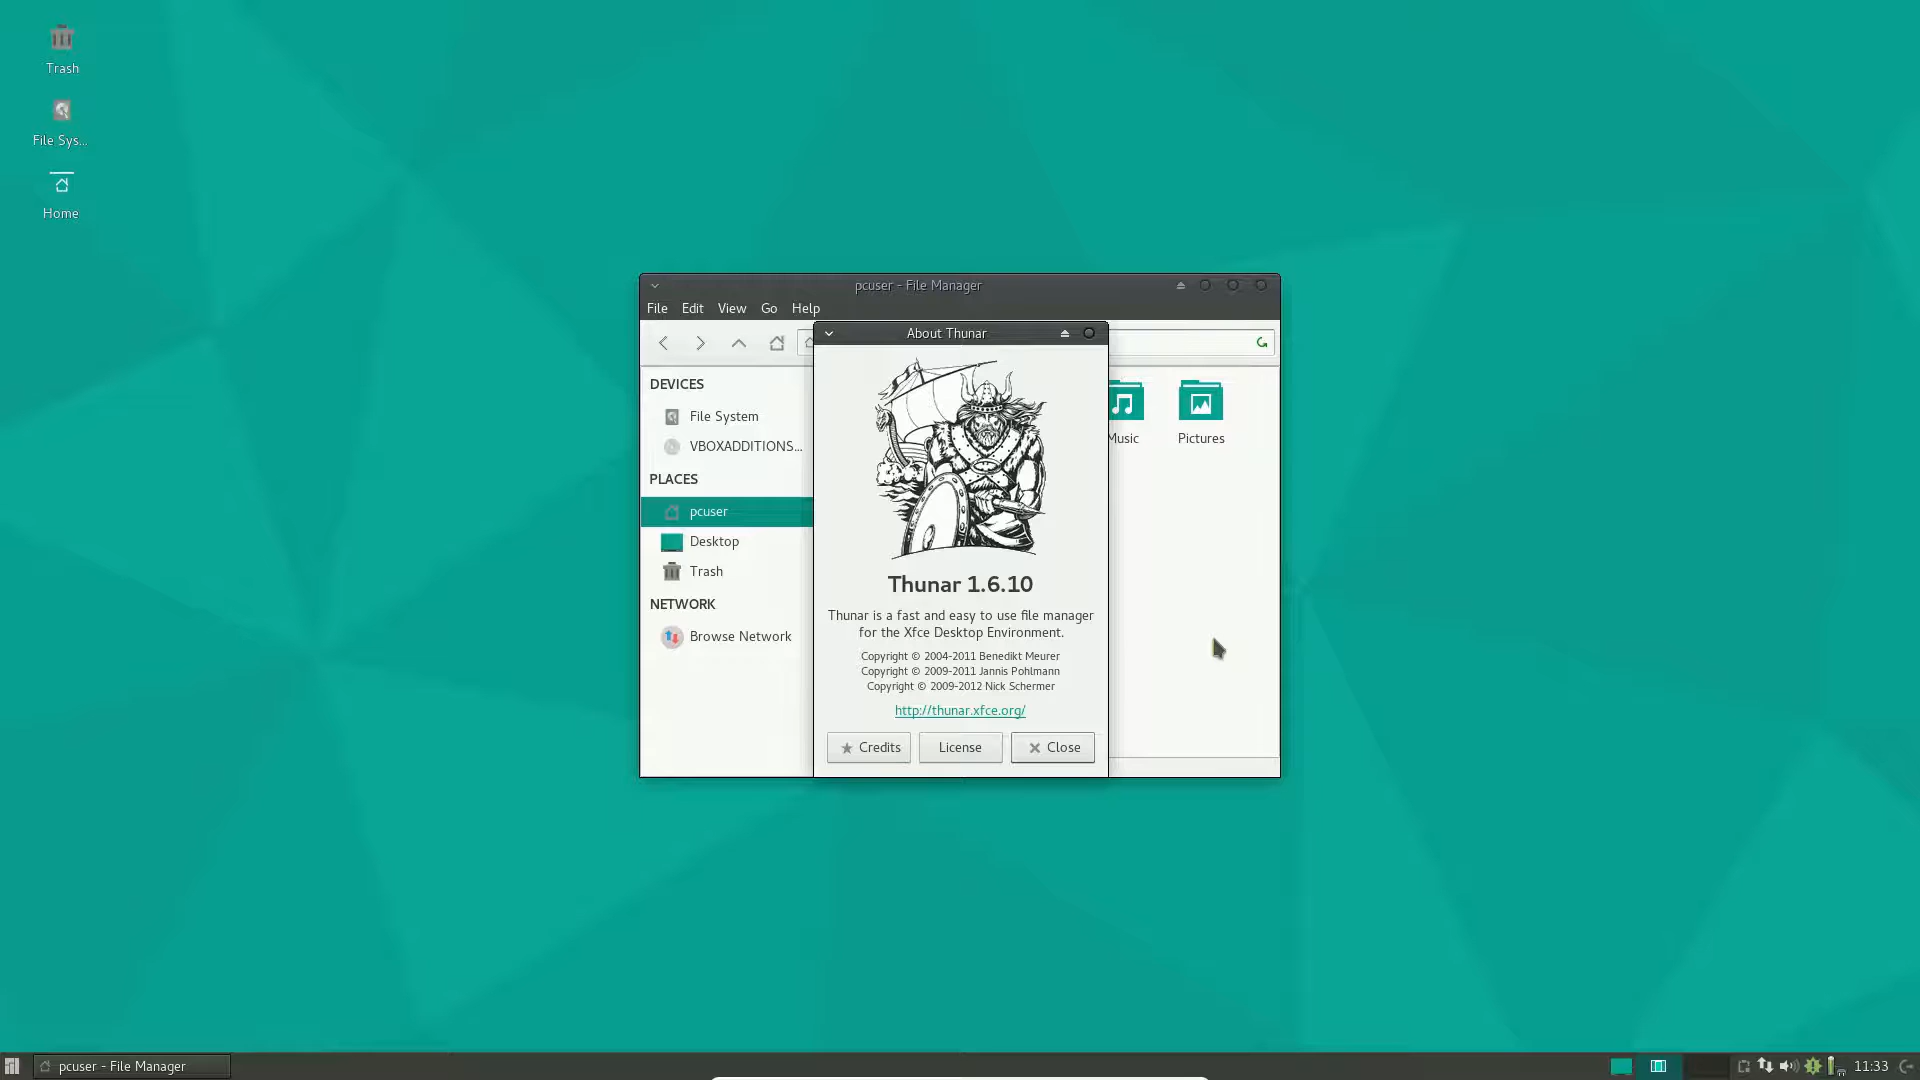 Trash
File Sys...
Home
pcuser - File Manager
File Edit View Go Help
About Thunar
DEVICES
File System
VBOXADDITIONS...
PLACES
pcuser
Desktop
Trash
NETWORK
Browse Network
Music
Pictures
Thunar 1.6.10
Thunar is a fast and easy to use file manager
for the Xfce Desktop Environment.
Copyright © 2004-2011 Benedikt Meurer
Copyright © 2009-2011 Jannis Pohlmann
Copyright © 2009-2012 Nick Schermer
http://thunar.xfce.org/
Credits
License
Close
pcuser - File Manager
11:33